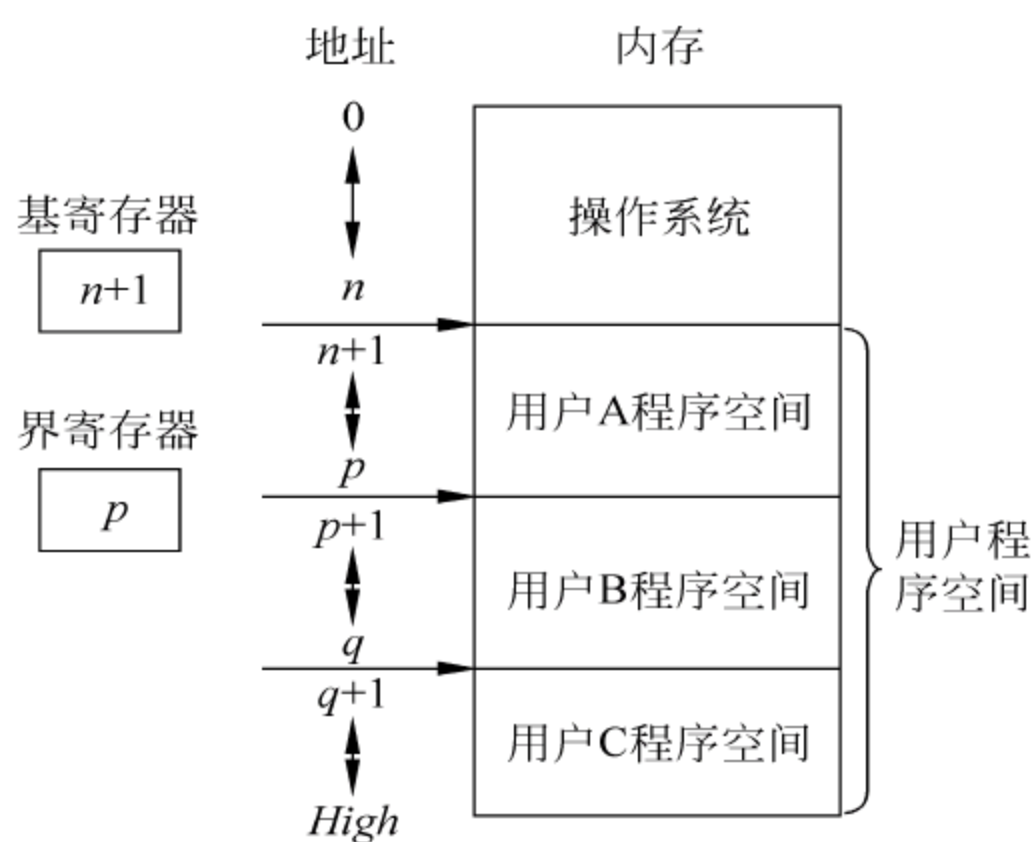 地址
内存
0
操作系统
基寄存器
n+1
n
n+1
用户A程序空间
界寄存器
p
p
p+1
用户B程序空间
用户程
序空间
q
q+1
用户C程序空间
High